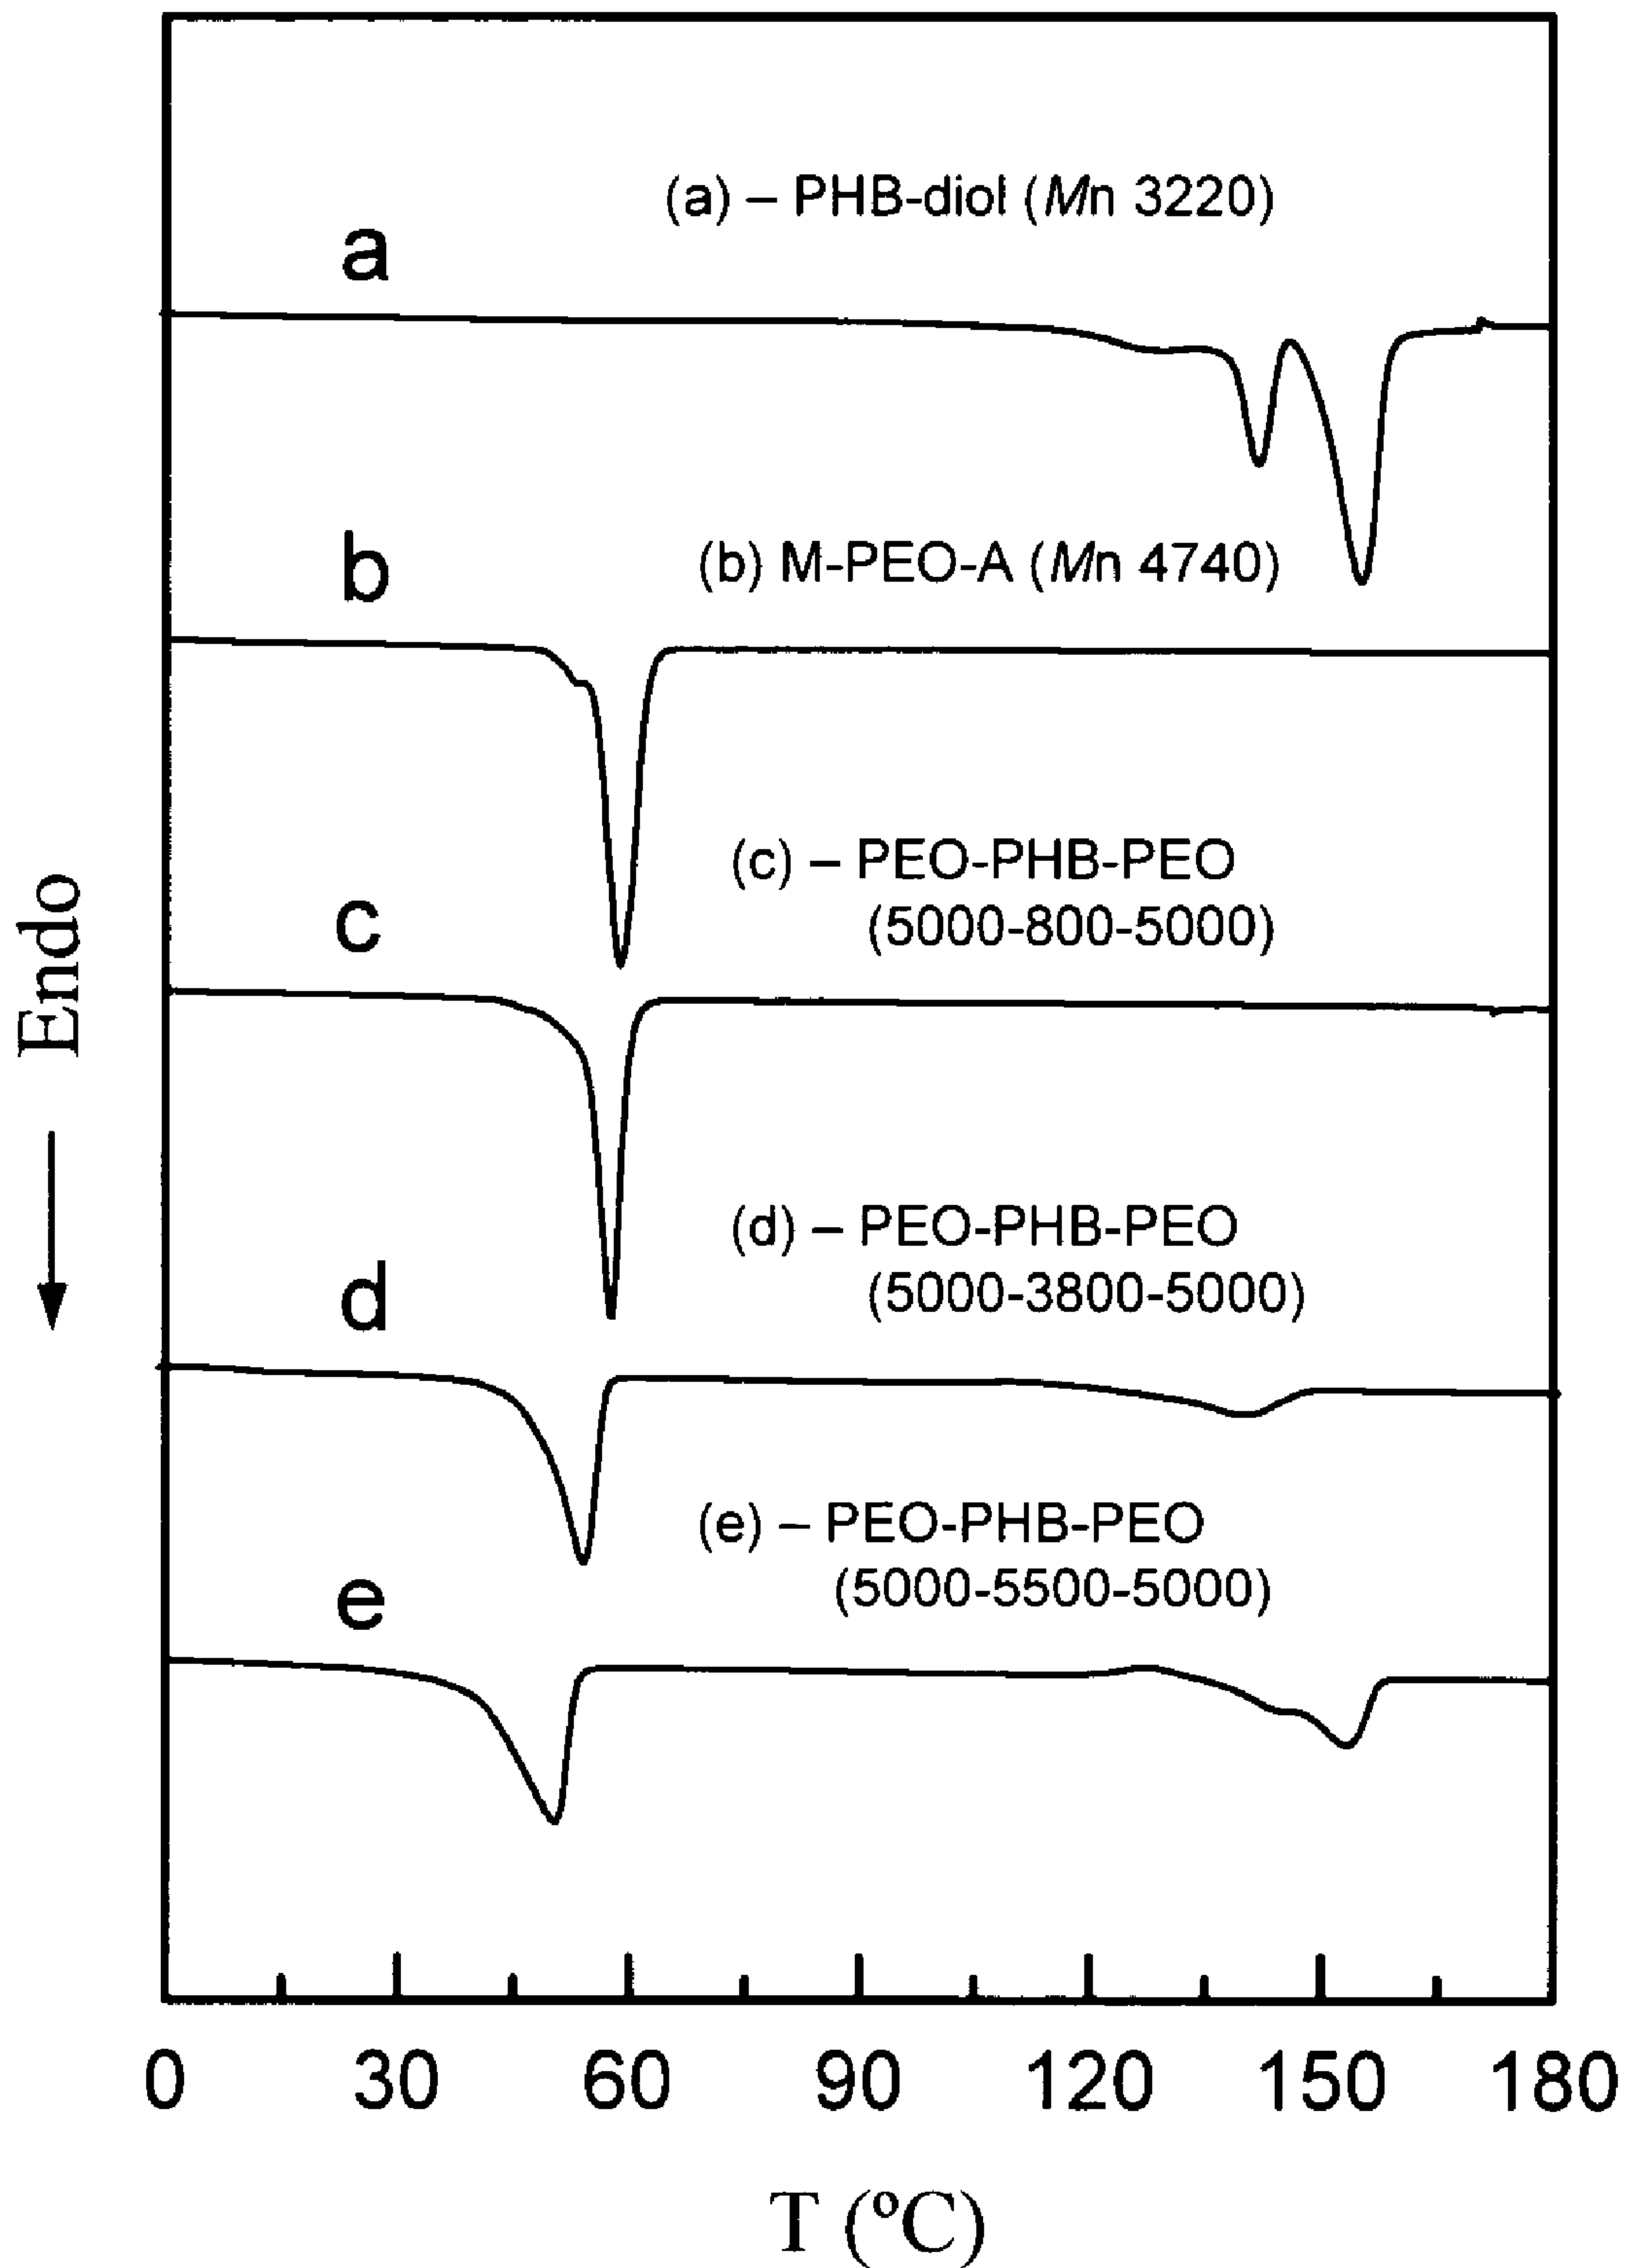 (a) – PHB-diol (Mn 3220)
a
b
(b) M-PEO-A (Mn 4740)
(c) – PEO-PHB-PEO
(5000-800-5000)
c
(d) – PEO-PHB-PEO
(5000-3800-5000)
d
(e) – PEO-PHB-PEO
(5000-5500-5000)
e
Endo
0 30 60 90 120 150 180
T (ºC)